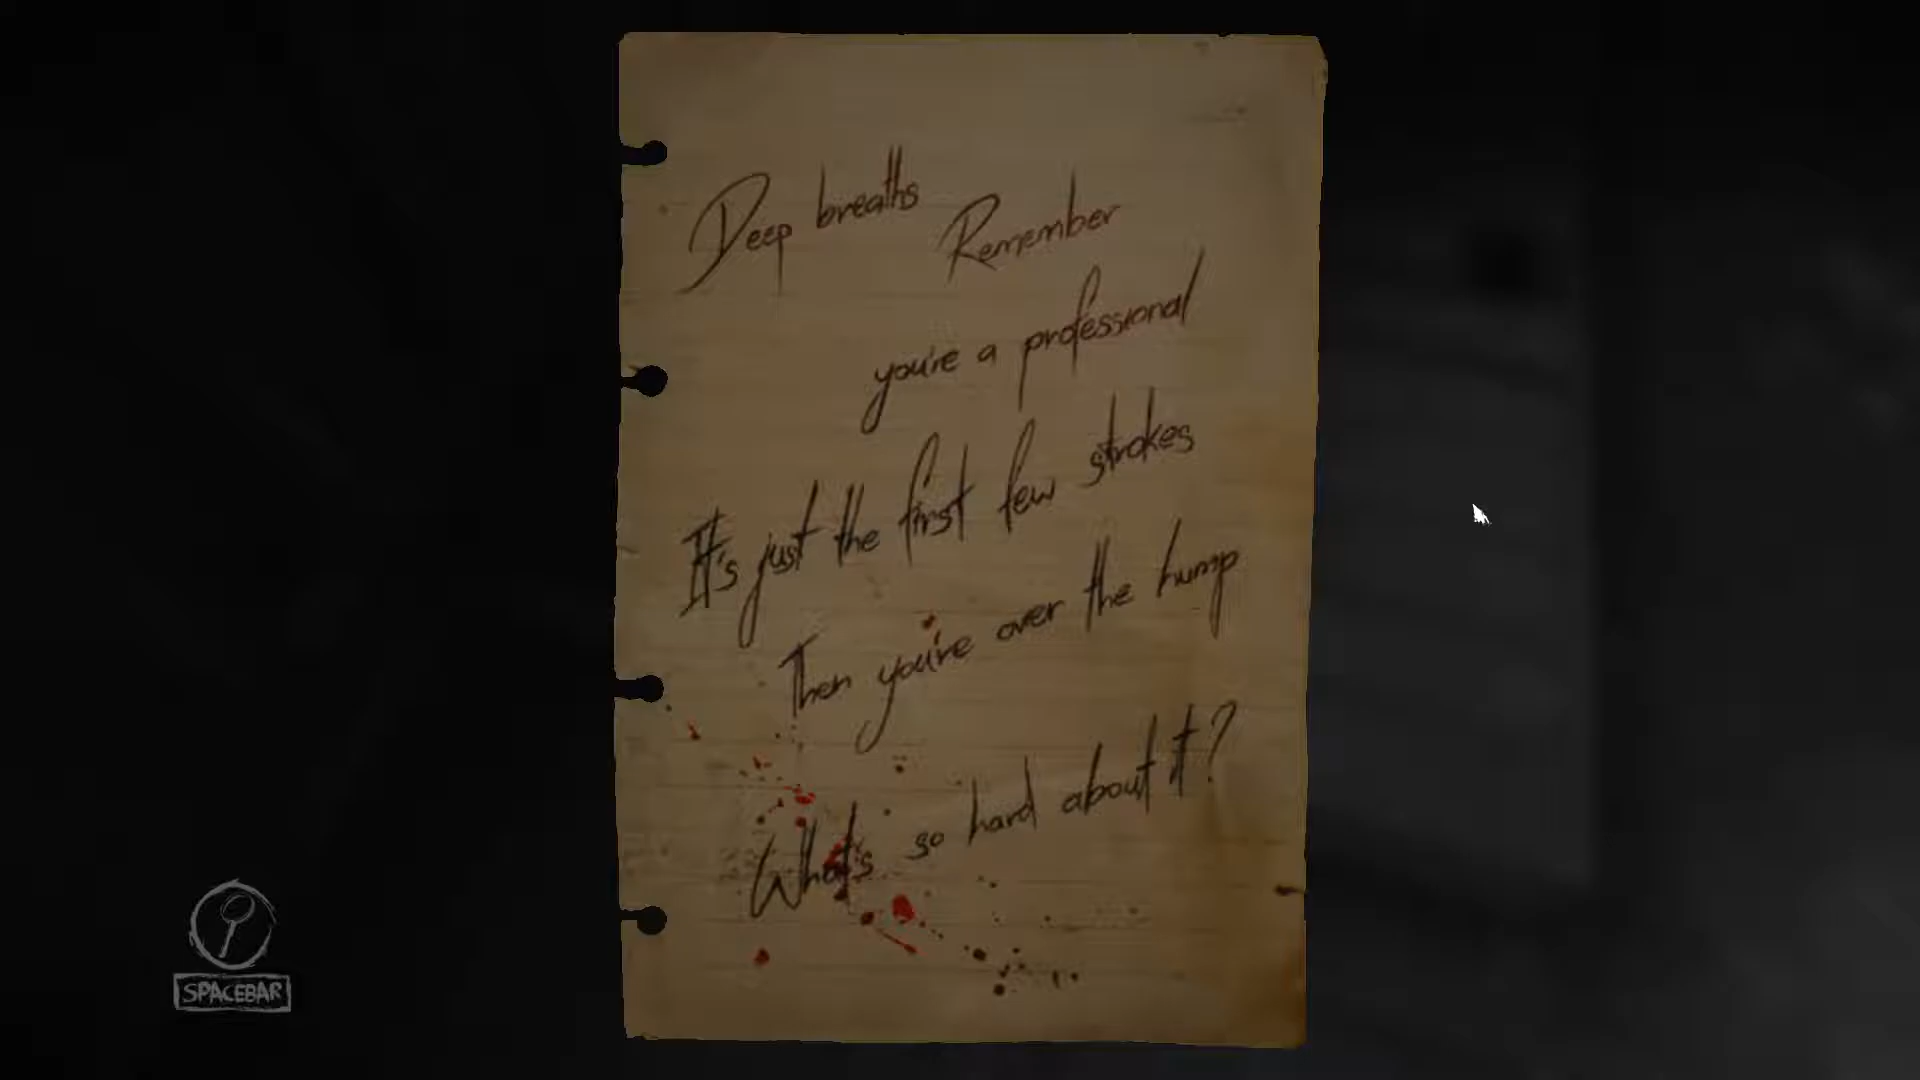 Deep breaths
Remember
you're a professional
It's just the first few strokes
Then you're over the hump
What's so hard about it?
SPACEBAR